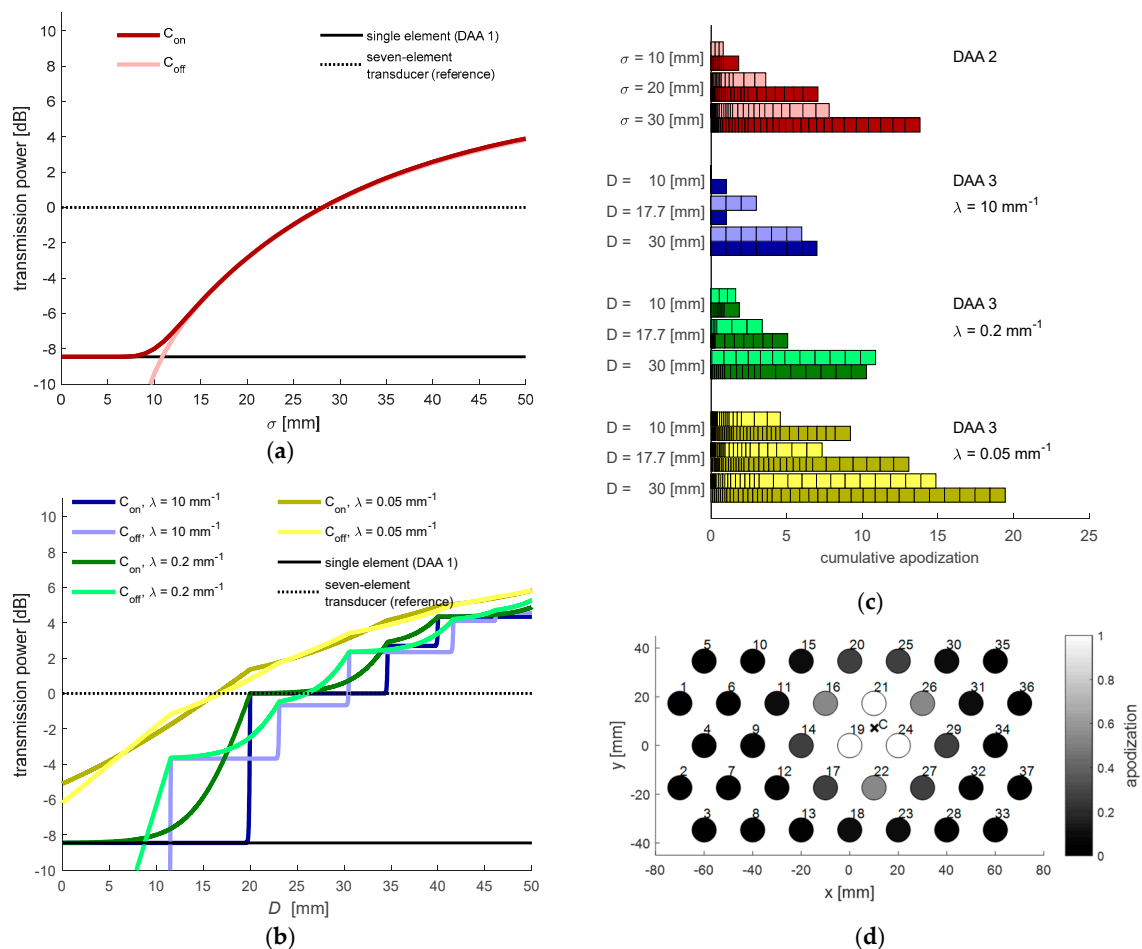 C_on
C_off
single element (DAA 1)
seven-element
transducer (reference)
transmission power [dB]
10
8
6
4
2
0
-2
-4
-6
-8
-10
0 5 10 15 20 25 30 35 40 45 50
σ [mm]
(a)
C_on, λ = 10 mm⁻¹
C_off, λ = 10 mm⁻¹
C_on, λ = 0.2 mm⁻¹
C_off, λ = 0.2 mm⁻¹
C_on, λ = 0.05 mm⁻¹
C_off, λ = 0.05 mm⁻¹
single element (DAA 1)
seven-element
transducer (reference)
transmission power [dB]
10
8
6
4
2
0
-2
-4
-6
-8
-10
0 5 10 15 20 25 30 35 40 45 50
D [mm]
(b)
σ = 10 [mm]
σ = 20 [mm]
σ = 30 [mm]
DAA 2
D = 10 [mm]
D = 17.7 [mm]
D = 30 [mm]
DAA 3
λ = 10 mm⁻¹
D = 10 [mm]
D = 17.7 [mm]
D = 30 [mm]
DAA 3
λ = 0.2 mm⁻¹
D = 10 [mm]
D = 17.7 [mm]
D = 30 [mm]
DAA 3
λ = 0.05 mm⁻¹
0 5 10 15 20 25
cumulative apodization
(c)
5 10 15 20 25 30 35
1 6 11 16 21 26 31 36
C
4 9 14 19 24 29 34
2 7 12 17 22 27 32 37
3 8 13 18 23 28 33
y [mm]
40
20
0
-20
-40
-80 -60 -40 -20 0 20 40 60 80
x [mm]
1
0.8
0.6
0.4
0.2
0
apodization
(d)